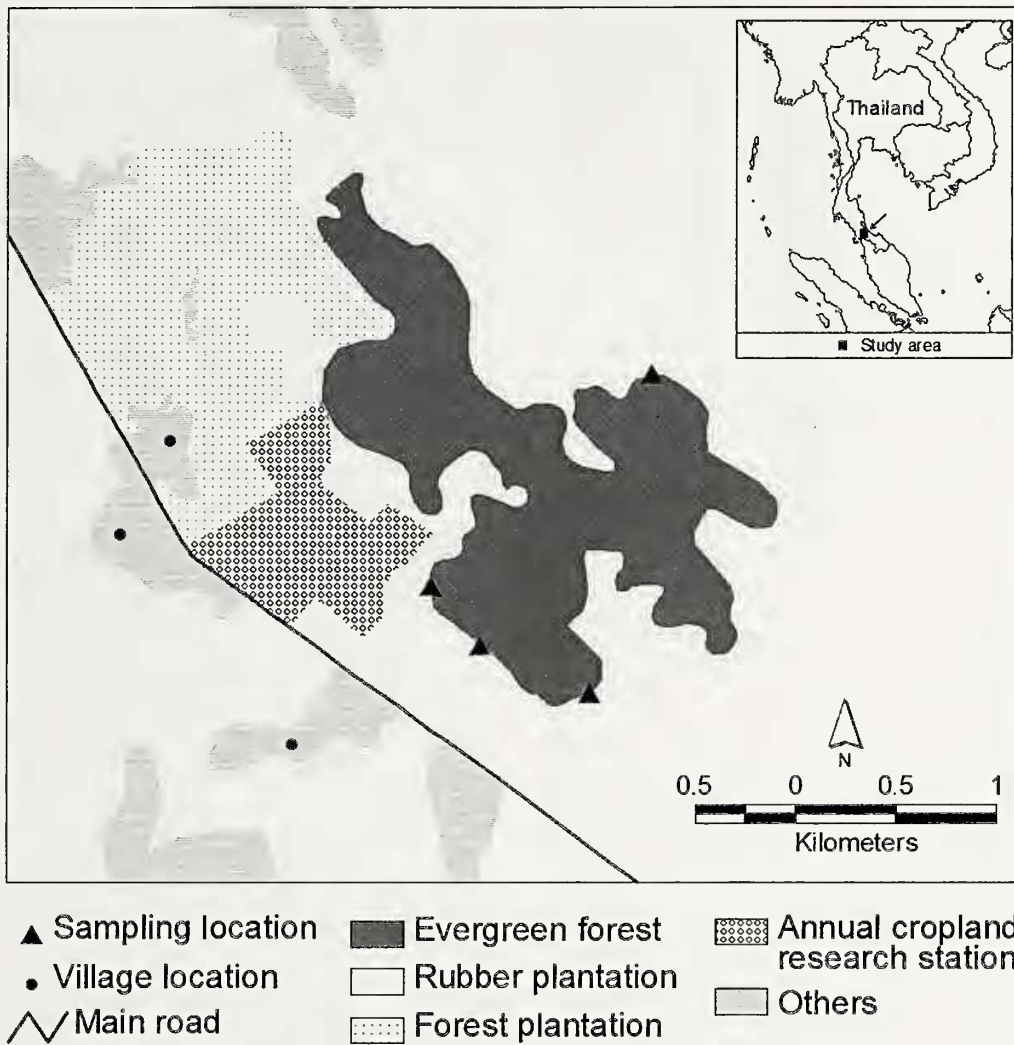 Thailand
Study area
N
0.5 0 0.5 1
Kilometers
Sampling location
Village location
Main road
Evergreen forest
Rubber plantation
Forest plantation
Annual cropland
research station
Others